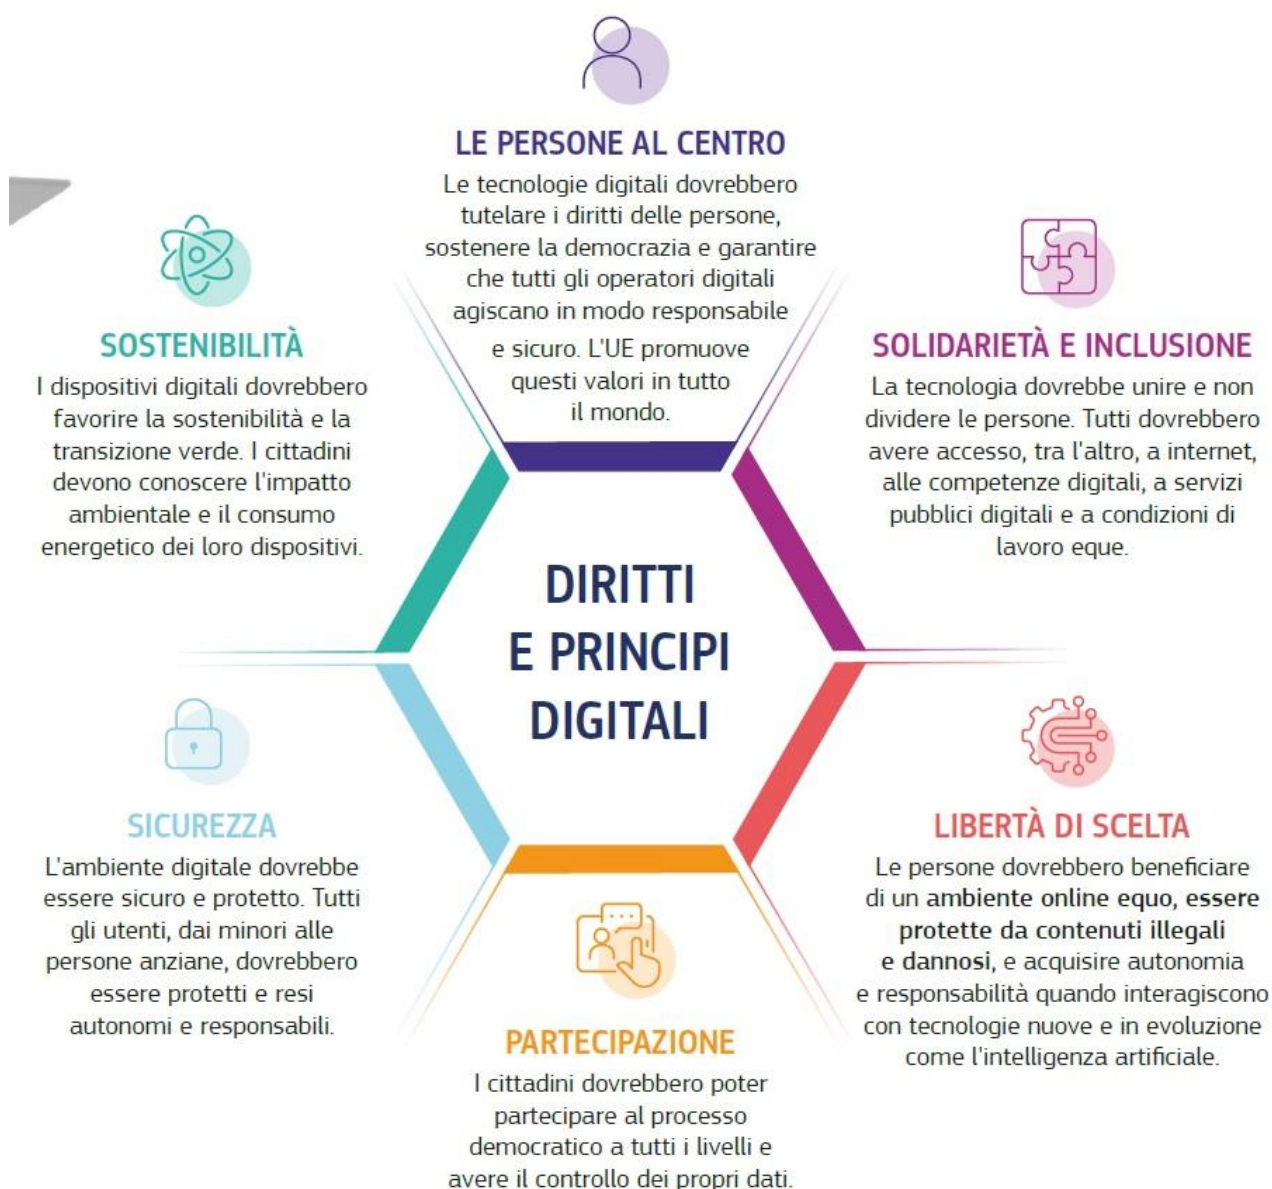 LE PERSONE AL CENTRO
Le tecnologie digitali dovrebbero
tutelare i diritti delle persone,
sostenere la democrazia e garantire
che tutti gli operatori digitali
agiscano in modo responsabile
e sicuro. L'UE promuove
questi valori in tutto
il mondo.
SOSTENIBILITÀ
I dispositivi digitali dovrebbero
favorire la sostenibilità e la
transizione verde. I cittadini
devono conoscere l'impatto
ambientale e il consumo
energetico dei loro dispositivi.
SOLIDARIETÀ E INCLUSIONE
La tecnologia dovrebbe unire e non
dividere le persone. Tutti dovrebbero
avere accesso, tra l'altro, a internet,
alle competenze digitali, a servizi
pubblici digitali e a condizioni di
lavoro eque.
DIRITTI
E PRINCIPI
DIGITALI
SICUREZZA
L'ambiente digitale dovrebbe
essere sicuro e protetto. Tutti
gli utenti, dai minori alle
persone anziane, dovrebbero
essere protetti e resi
autonomi e responsabili.
LIBERTÀ DI SCELTA
Le persone dovrebbero beneficiare
di un ambiente online equo, essere
protette da contenuti illegali
e dannosi, e acquisire autonomia
e responsabilità quando interagiscono
con tecnologie nuove e in evoluzione
come l'intelligenza artificiale.
PARTECIPAZIONE
I cittadini dovrebbero poter
partecipare al processo
democratico a tutti i livelli e
avere il controllo dei propri dati.